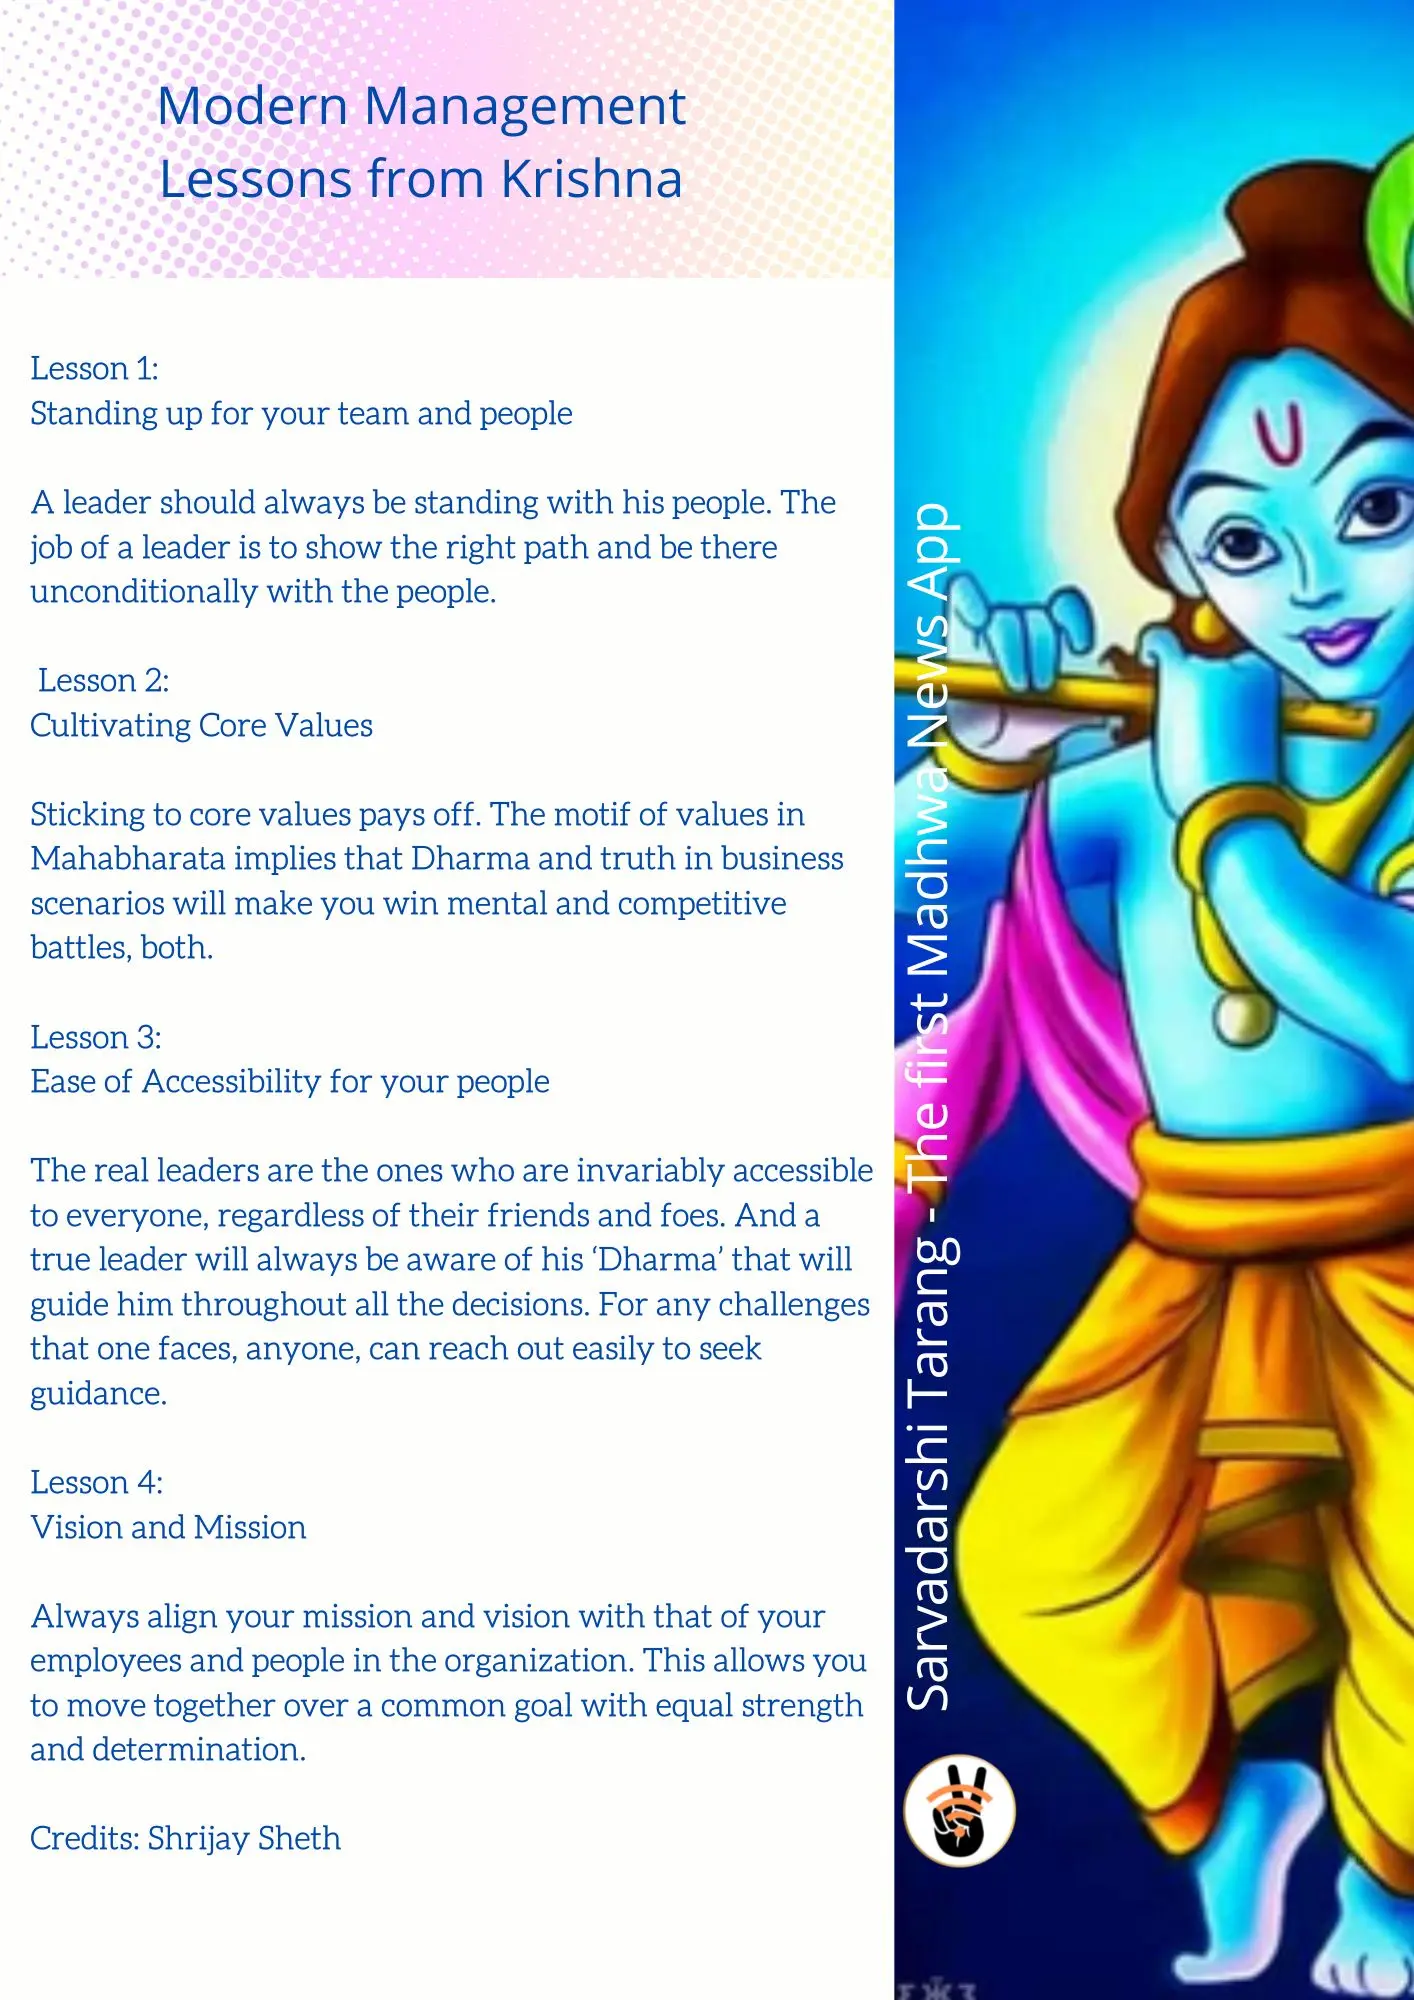 Modern Management
Lessons from Krishna
Lesson 1:
Standing up for your team and people
A leader should always be standing with his people. The
job of a leader is to show the right path and be there
unconditionally with the people.
Lesson 2:
Cultivating Core Values
Sticking to core values pays off. The motif of values in
Mahabharata implies that Dharma and truth in business
scenarios will make you win mental and competitive
battles, both.
Lesson 3:
Ease of Accessibility for your people
The real leaders are the ones who are invariably accessible
to everyone, regardless of their friends and foes. And a
true leader will always be aware of his ‘Dharma’ that will
guide him throughout all the decisions. For any challenges
that one faces, anyone, can reach out easily to seek
guidance.
Lesson 4:
Vision and Mission
Always align your mission and vision with that of your
employees and people in the organization. This allows you
to move together over a common goal with equal strength
and determination.
Credits: Shrijay Sheth
Sarvadarshi Tarang - The first Madhwa News App